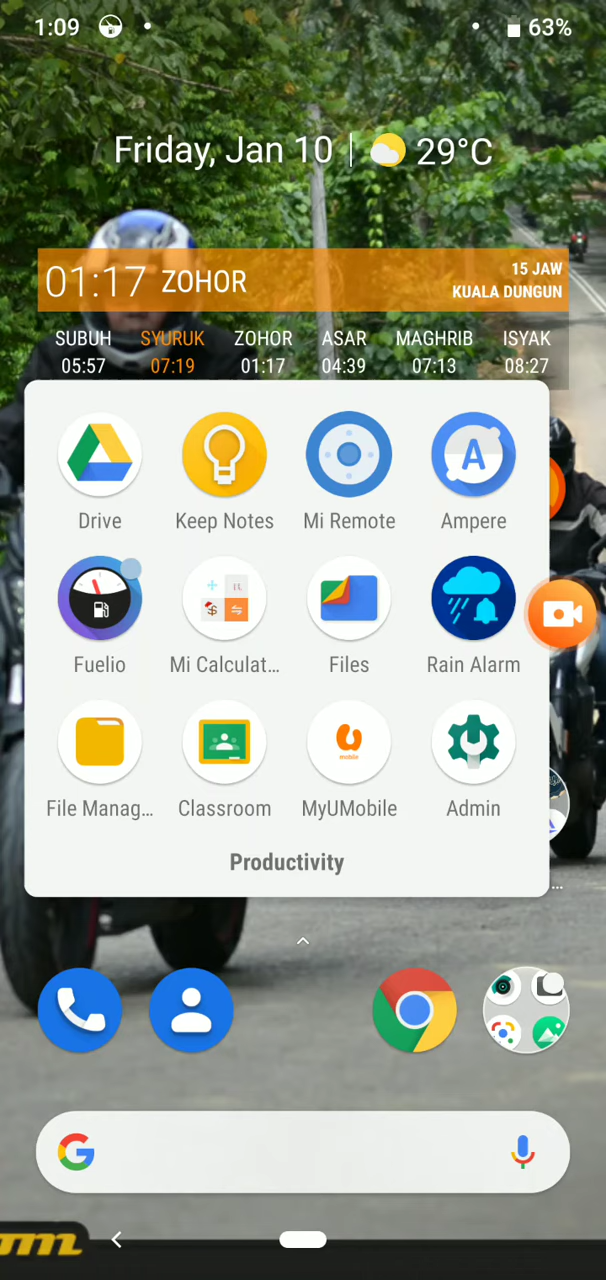 1:09 63%
Friday, Jan 10 29°C
01:17 ZOHOR
15 JAW
KUALA DUNGUN
SUBUH SYURUK ZOHOR ASAR MAGHRIB ISYAK
05:57 07:19 01:17 04:39 07:13 08:27
Drive Keep Notes Mi Remote Ampere
Fuelio Mi Calculat... Files Rain Alarm
mobile
File Manag... Classroom MyUMobile Admin
Productivity
...